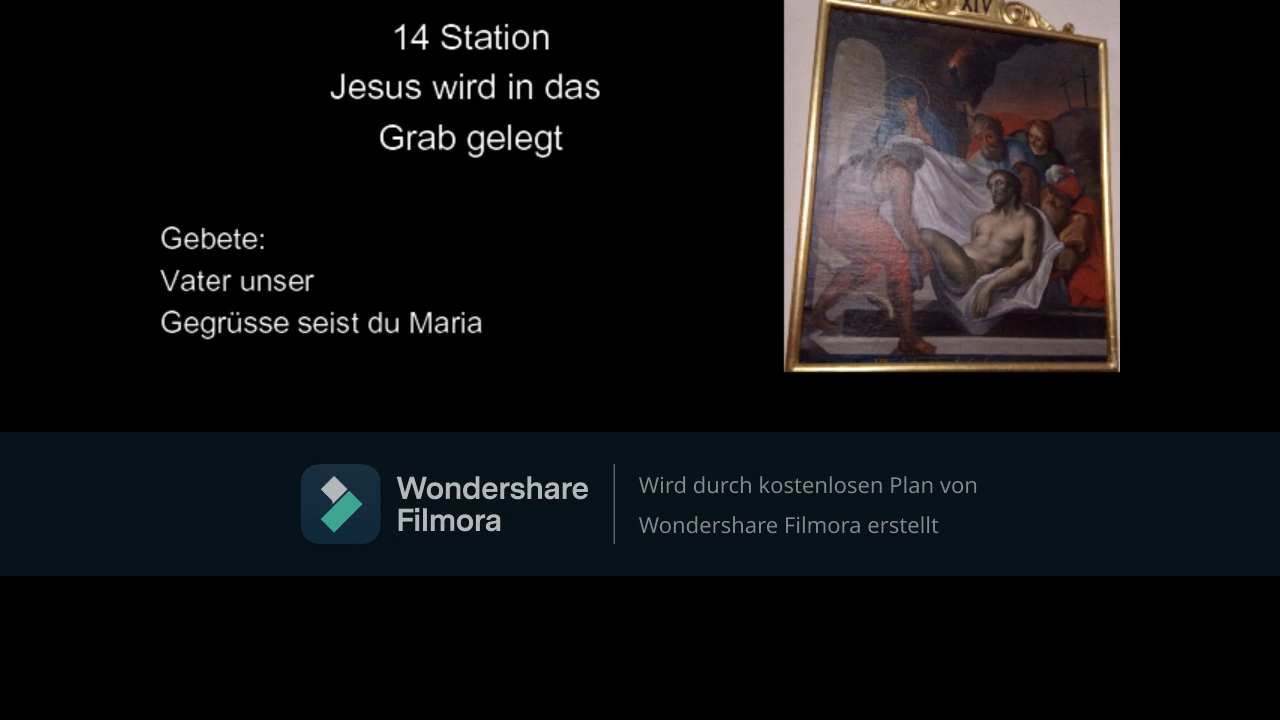 14 Station
Jesus wird in das
Grab gelegt
XIV
Gebete:
Vater unser
Gegrüsse seist du Maria
Wondershare
Filmora
Wird durch kostenlosen Plan von
Wondershare Filmora erstellt